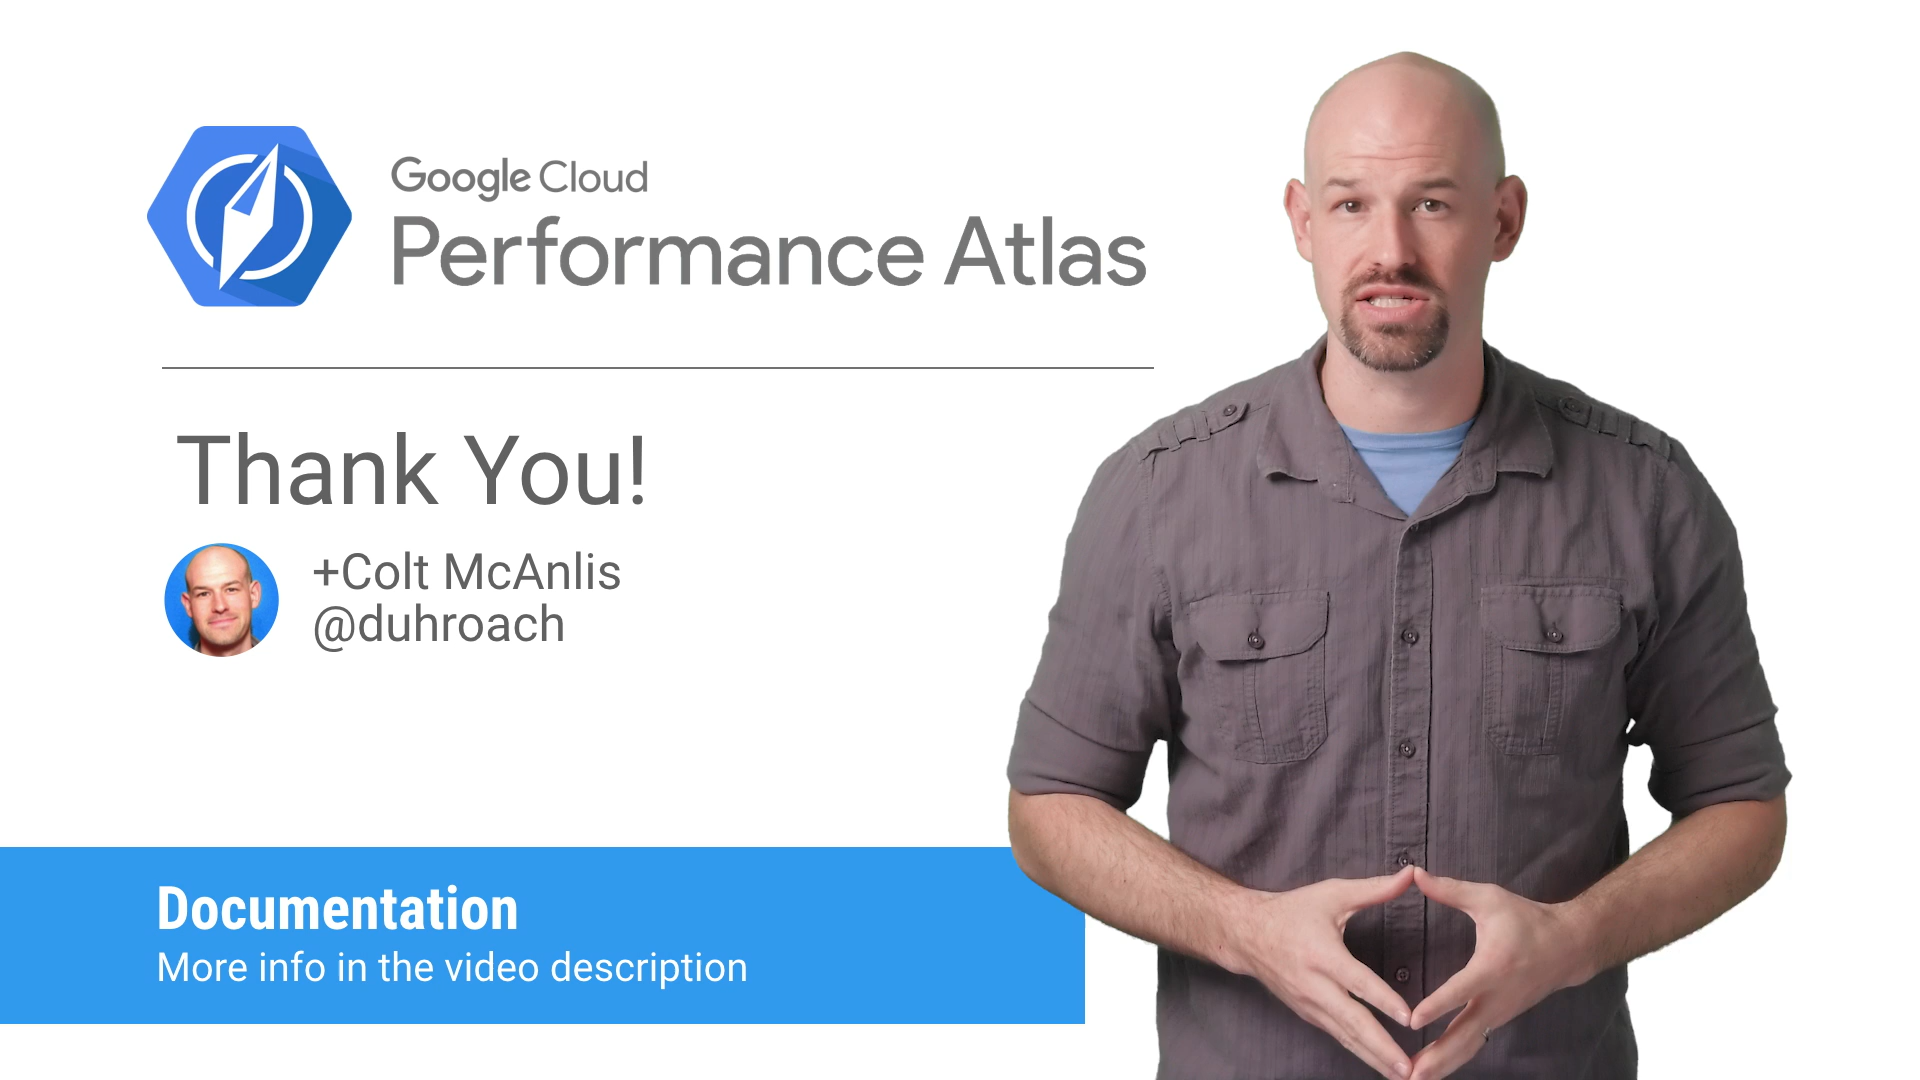 Google Cloud
Performance Atlas
Thank You!
+Colt McAnlis
@duhroach
Documentation
More info in the video description